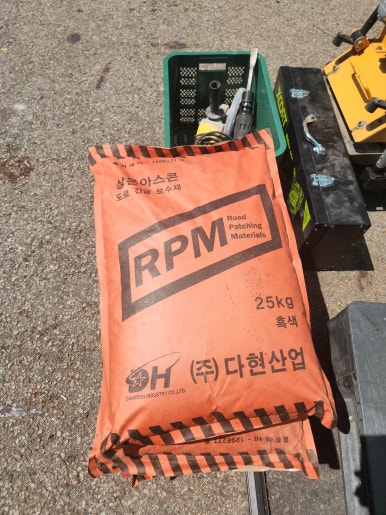 상온아스콘
도로 긴급 보수재
RPM
Road
Patching
Materials
25kg
흑색
DH
DAHYEON INDUSTRY CO.,LTD.
(주) 다현산업